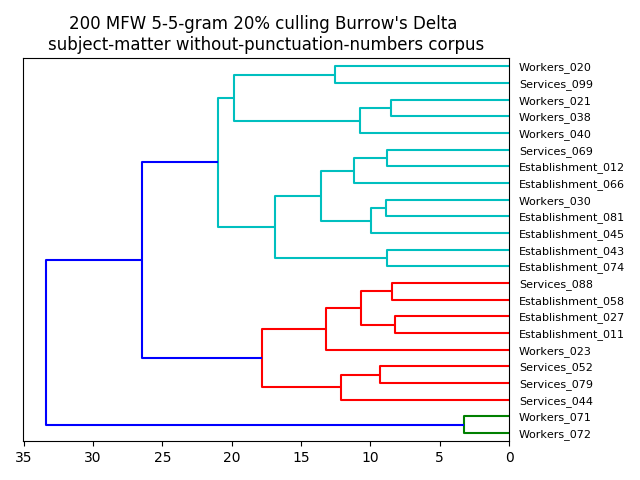 200 MFW 5-5-gram 20% culling Burrow's Delta
subject-matter without-punctuation-numbers corpus
Workers_020
Services_099
Workers_021
Workers_038
Workers_040
Services_069
Establishment_012
Establishment_066
Workers_030
Establishment_081
Establishment_045
Establishment_043
Establishment_074
Services_088
Establishment_058
Establishment_027
Establishment_011
Workers_023
Services_052
Services_079
Services_044
Workers_071
Workers_072
35 30 25 20 15 10 5 0